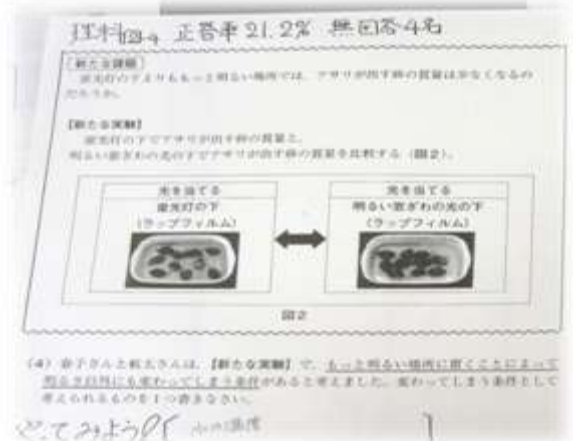 理科 正答率21.2% 無回答4名
【新たな課題】
蛍光灯の下よりももっと明るい場所では、アサリが出す砂の質量は少なくなるの
だろうか。
【新たな実験】
蛍光灯の下でアサリが出す砂の質量と、
明るい窓ぎわの光の下でアサリが出す砂の質量を比較する（図2）。
光を当てる
蛍光灯の下
（ラップフィルム）
光を当てる
明るい窓ぎわの光の下
（ラップフィルム）
図2
(4) さんと さんは、【新たな実験】で、もっと明るい場所に置くことによって
明るさ以外にも変わってしまう条件があると考えました。変わってしまう条件として
考えられるものを1つ書きなさい。
やってみよう